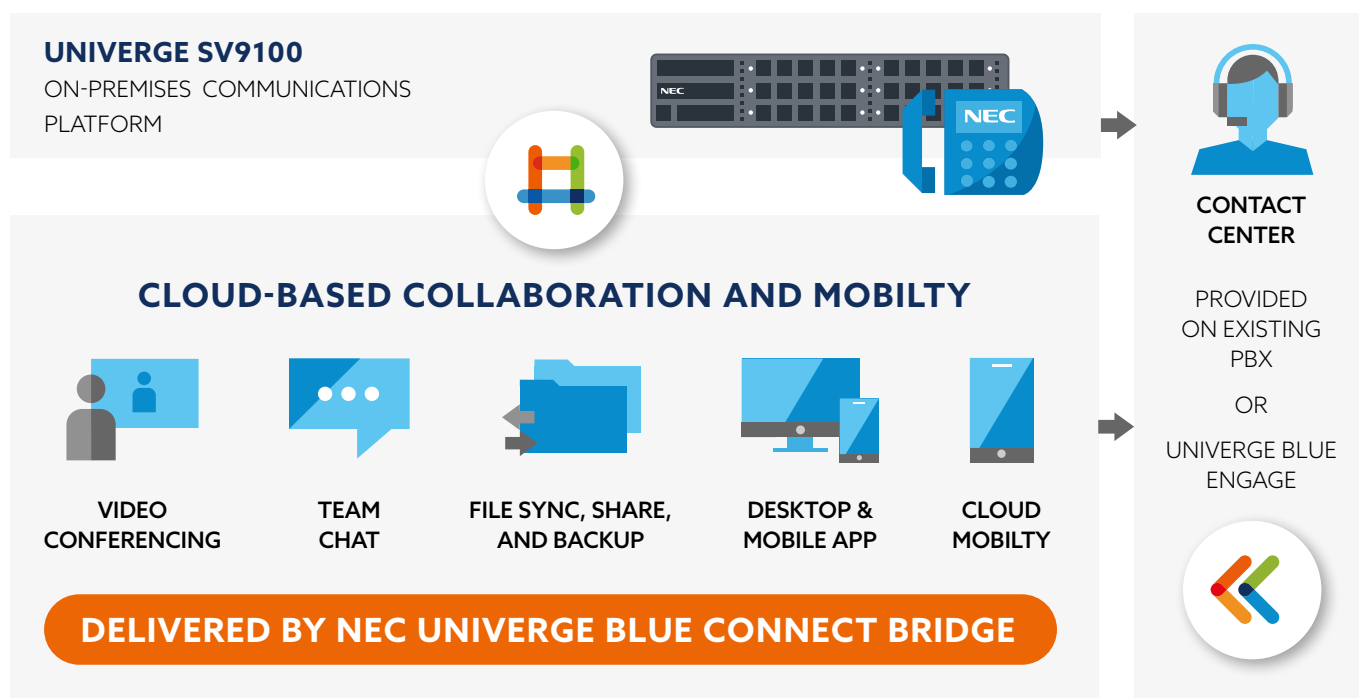 UNIVERGE SV9100
ON-PREMISES COMMUNICATIONS
PLATFORM
NEC
NEC
CLOUD-BASED COLLABORATION AND MOBILTY
VIDEO
CONFERENCING
TEAM
CHAT
FILE SYNC, SHARE,
AND BACKUP
DESKTOP &
MOBILE APP
CLOUD
MOBILTY
DELIVERED BY NEC UNIVERGE BLUE CONNECT BRIDGE
CONTACT
CENTER
PROVIDED
ON EXISTING
PBX
OR
UNIVERGE BLUE
ENGAGE